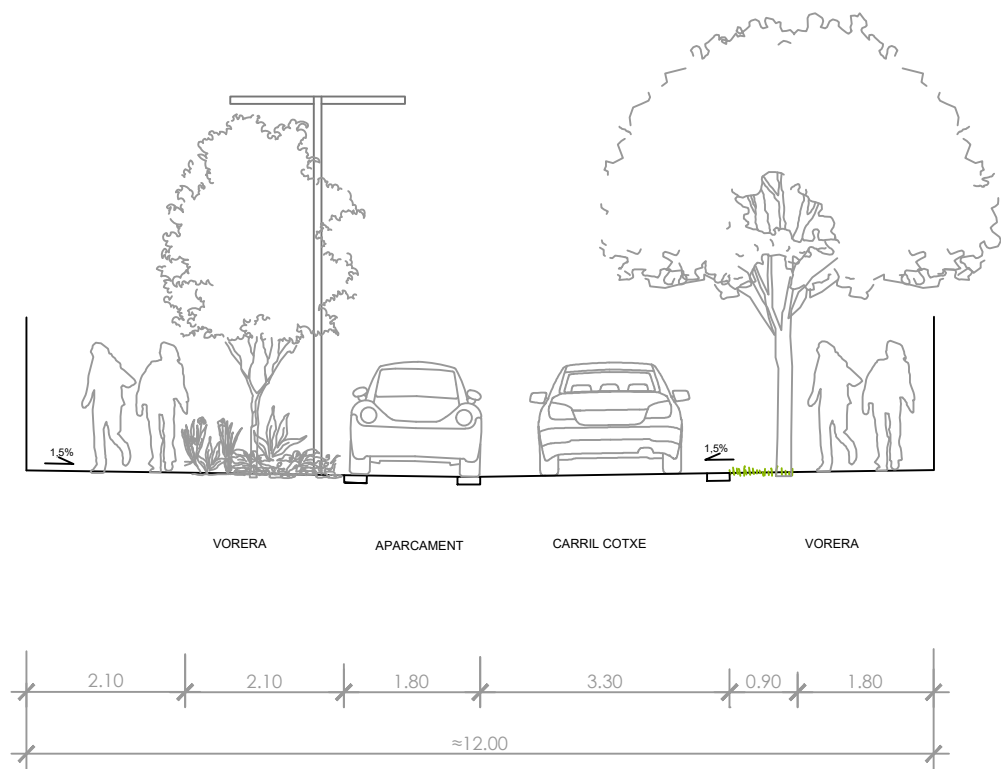 1.5%
1,5%
VORERA APARCAMENT CARRIL COTXE VORERA
2.10 2.10 1.80 3.30 0.90 1.80
≈12.00